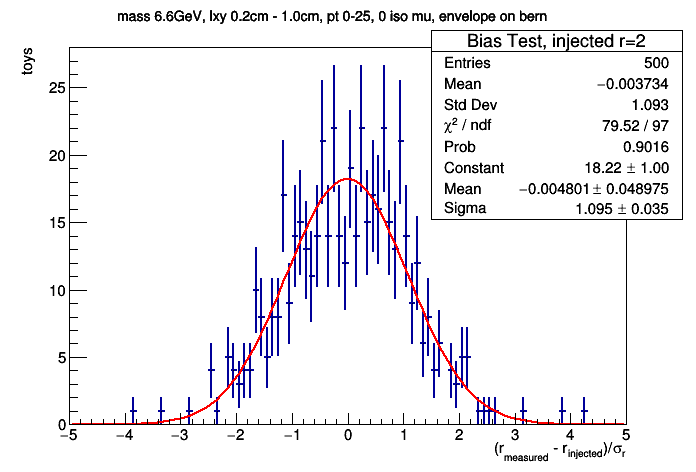 mass 6.6GeV, lxy 0.2cm - 1.0cm, pt 0-25, 0 iso mu, envelope on bern
toys
Bias Test, injected r=2
Entries 500
Mean −0.003734
Std Dev 1.093
χ² / ndf 79.52 / 97
Prob 0.9016
Constant 18.22 ± 1.00
Mean −0.004801 ± 0.048975
Sigma 1.095 ± 0.035
25
20
15
10
5
0
−5 −4 −3 −2 −1 0 1 2 3 4 5
(r_measured - r_injected)/σ_r